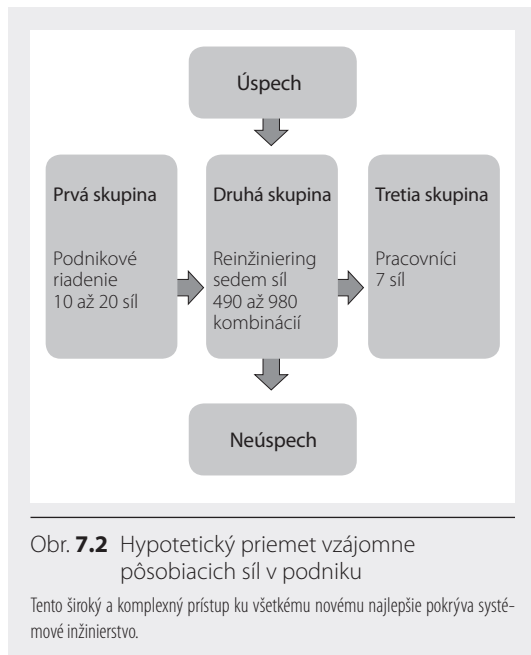 Úspech
Prvá skupina
Podnikové
riadenie
10 až 20 síl
Druhá skupina
Reinžiniering
sedem síl
490 až 980
kombinácií
Tretia skupina
Pracovníci
7 síl
Neúspech
Obr. 7.2 Hypotetický priemet vzájomne
pôsobiacich síl v podniku
Tento široký a komplexný prístup ku všetkému novému najlepšie pokrýva systé-
mové inžinierstvo.